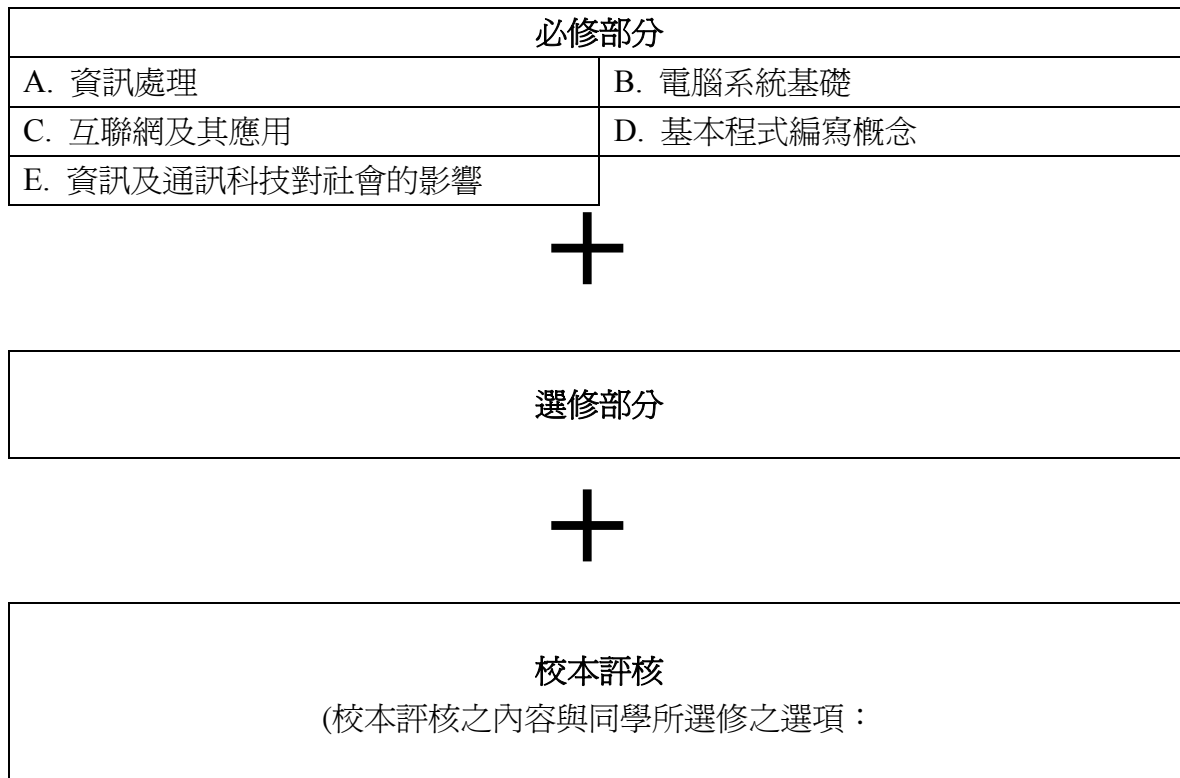 必修部分
A. 資訊處理
B. 電腦系統基礎
C. 互聯網及其應用
D. 基本程式編寫概念
E. 資訊及通訊科技對社會的影響
選修部分
校本評核
(校本評核之內容與同學所選修之選項：